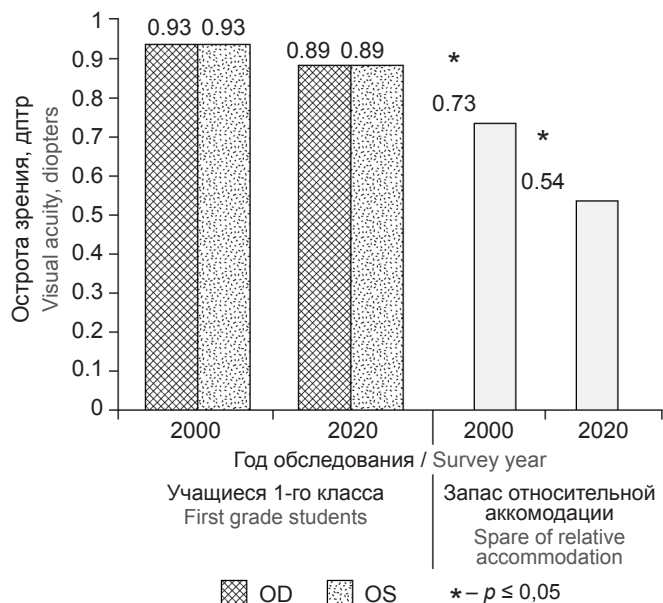 Острота зрения, дптр
Visual acuity, diopters
1
0.9
0.8
0.7
0.6
0.5
0.4
0.3
0.2
0.1
0
0.93 0.93
0.89 0.89
*
0.73
*
0.54
2000 2020 2000 2020
Год обследования / Survey year
Учащиеся 1-го класса
First grade students
Запас относительной
аккомодации
Spare of relative
accommodation
OD OS * – p ≤ 0,05